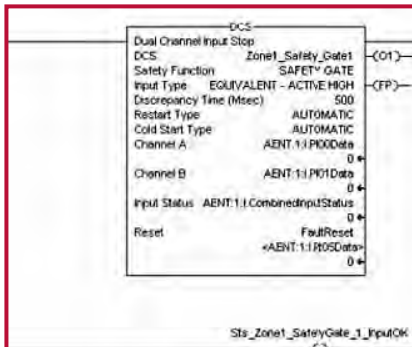 DCS
Dual Channel Input Stop
DCS Zone1_Safety_Gate1 (O1)
Safety Function SAFETY GATE
Input Type EQUIVALENT - ACTIVE HIGH (FP)
Discrepancy Time (Msec) 500
Restart Type AUTOMATIC
Cold Start Type AUTOMATIC
Channel A AENT:1:I.Pt00Data
0
Channel B AENT:1:I.Pt01Data
0
Input Status AENT:1:I.CombinedInputStatus
0
Reset FaultReset
<AENT:1:I.Pt05Data>
0
Sts_Zone1_SafetyGate_1_InputOK